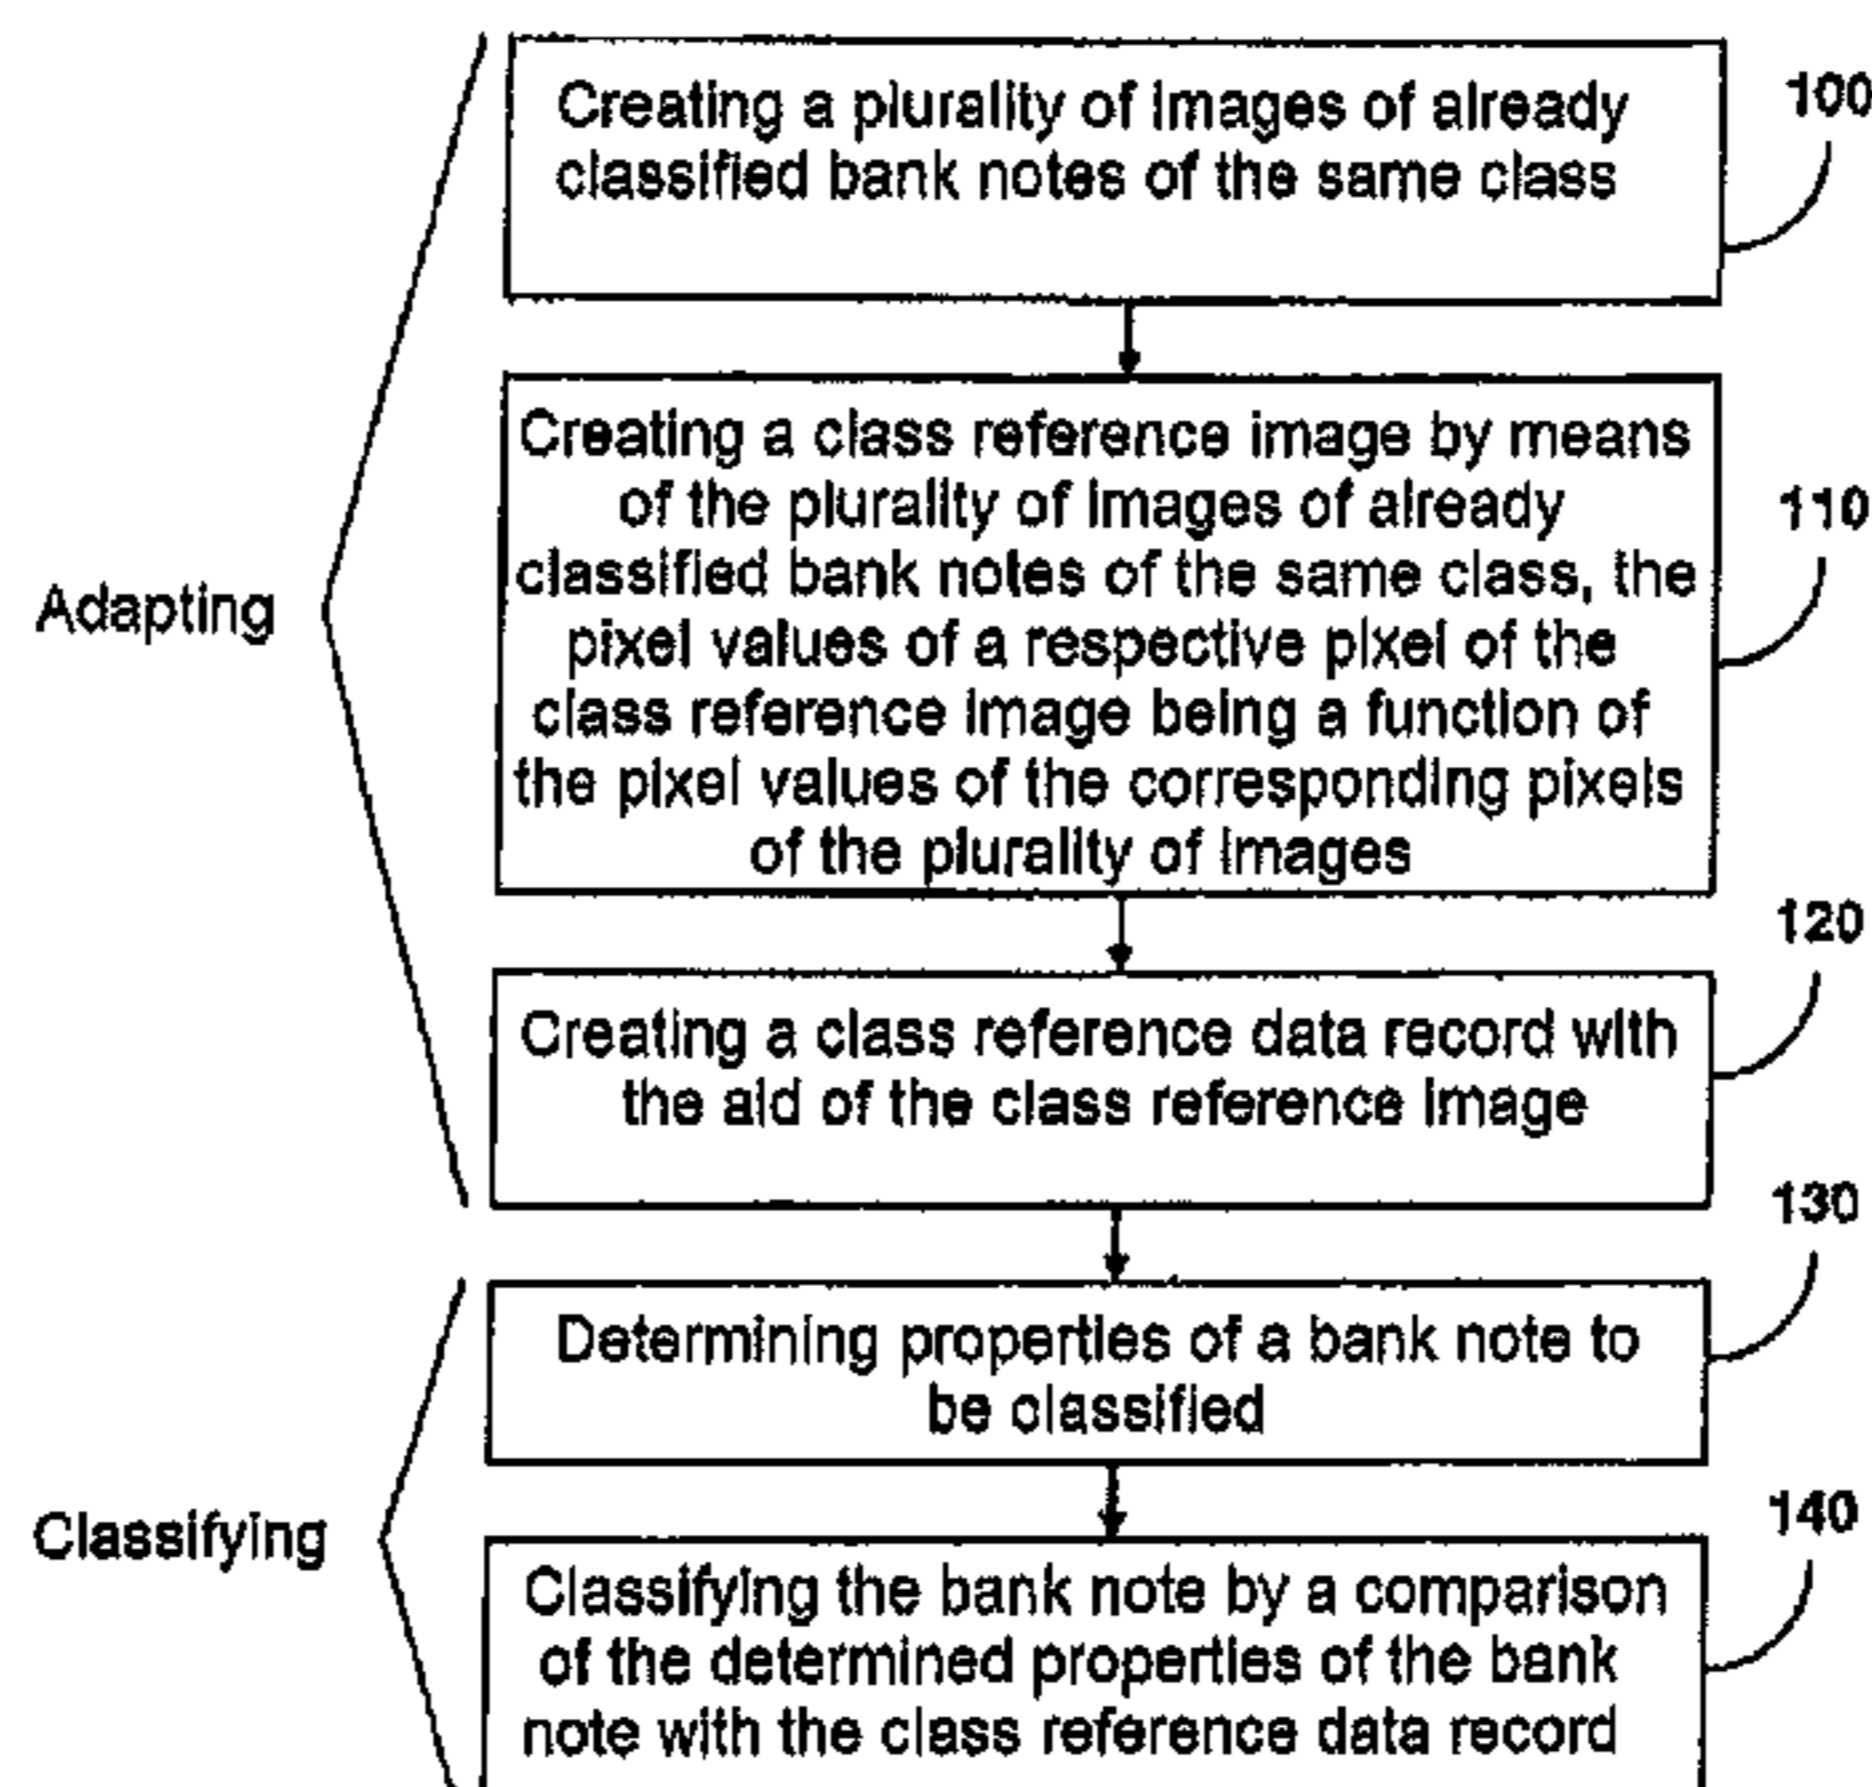 Creating a plurality of images of already
classified bank notes of the same class
100
Creating a class reference image by means
of the plurality of images of already
classified bank notes of the same class, the
pixel values of a respective pixel of the
class reference image being a function of
the pixel values of the corresponding pixels
of the plurality of images
110
Adapting
Creating a class reference data record with
the aid of the class reference image
120
Determining properties of a bank note to
be classified
130
Classifying
Classifying the bank note by a comparison
of the determined properties of the bank
note with the class reference data record
140